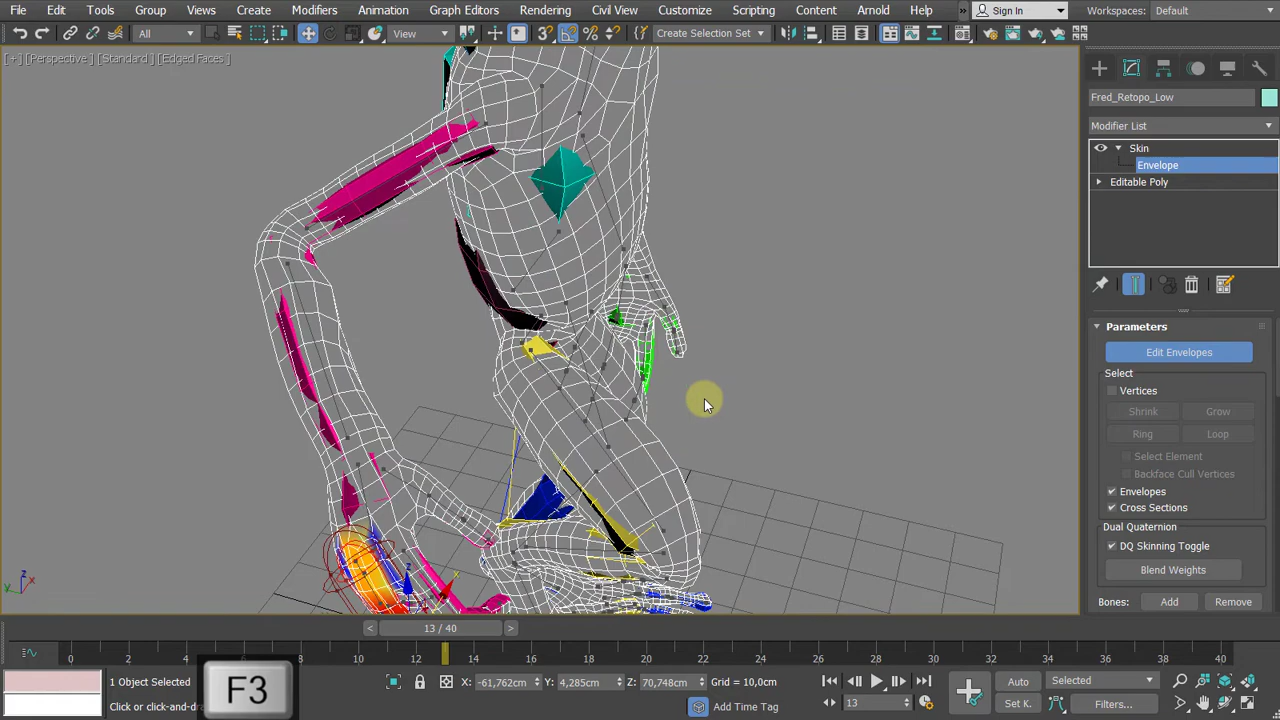 File Edit Tools Group Views Create Modifiers Animation Graph Editors Rendering Civil View Customize Scripting Content Arnold Help » Sign In Workspaces: Default
All View Create Selection Set
[+] [Perspective] [Standard] [Edged Faces]
Fred_Retopo_Low
Modifier List
Skin
Envelope
Editable Poly
Parameters
Edit Envelopes
Select
Vertices
Shrink Grow
Ring Loop
Select Element
Backface Cull Vertices
Envelopes
Cross Sections
Dual Quaternion
DQ Skinning Toggle
Blend Weights
Bones: Add Remove
z
x
y
z
x
< 13 / 40 >
0 2 4 6 8 10 12 14 16 18 20 22 24 26 28 30 32 34 36 38 40
F3
1 Object Selected
Click or click-and-dra
X: -61,762cm Y: 4,285cm Z: 70,748cm Grid = 10,0cm
Add Time Tag
13
Auto Selected
Set K. Filters...